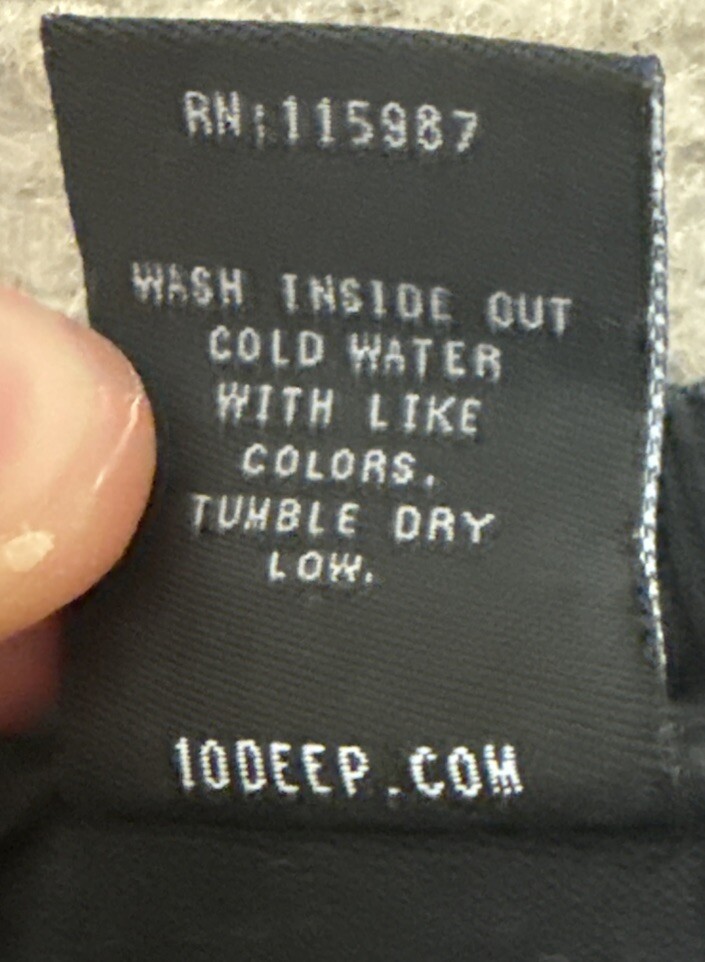 RN:115987
WASH INSIDE OUT
COLD WATER
WITH LIKE
COLORS.
TUMBLE DRY
LOW.
10DEEP.COM